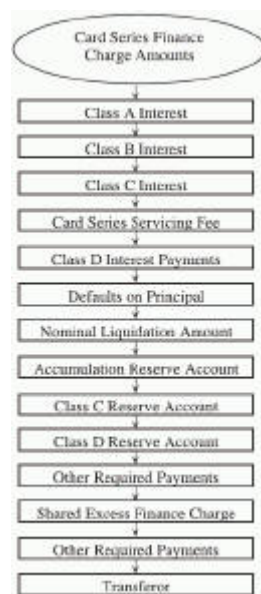 Card Series Finance
Charge Amounts
Class A Interest
Class B Interest
Class C Interest
Card Series Servicing Fee
Class D Interest Payments
Defaults on Principal
Nominal Liquidation Amount
Accumulation Reserve Account
Class C Reserve Account
Class D Reserve Account
Other Required Payments
Shared Excess Finance Charge
Other Required Payments
Transferor